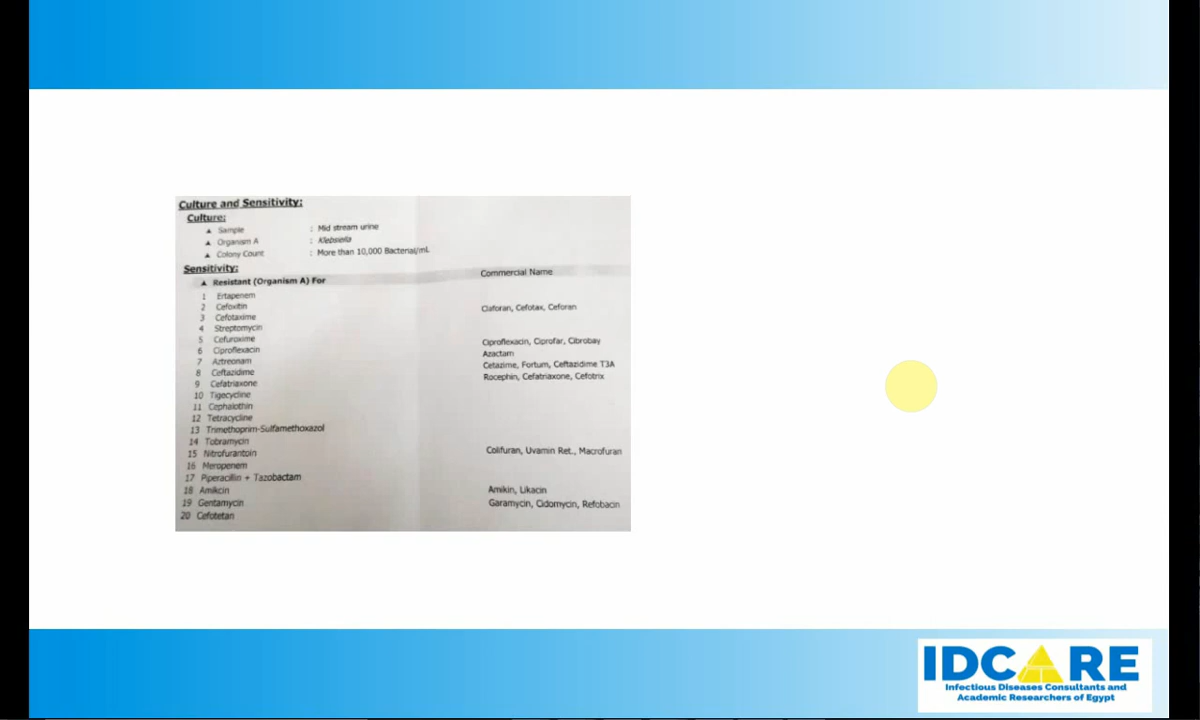 Culture and Sensitivity:
Culture:
▲ Sample : Mid stream urine
▲ Organism A : Klebsiella
▲ Colony Count : More than 10,000 Bacterial/mL
Sensitivity:
▲ Resistant (Organism A) For Commercial Name
1 Ertapenem
2 Cefoxitin
3 Cefotaxime Claforan, Cefotax, Ceforan
4 Streptomycin
5 Cefuroxime
6 Ciproflexacin Ciproflexacin, Ciprofar, Cibrobay
7 Aztreonam Azactam
8 Ceftazidime Cetazime, Fortum, Ceftazidime T3A
9 Cefatriaxone Rocephin, Cefatriaxone, Cefotrix
10 Tigecycline
11 Cephalothin
12 Tetracycline
13 Trimethoprim-Sulfamethoxazol
14 Tobramycin
15 Nitrofurantoin Colifuran, Uvamin Ret., Macrofuran
16 Meropenem
17 Piperacillin + Tazobactam
18 Amikcin Amikin, Likacin
19 Gentamycin Garamycin, Cidomycin, Refobacin
20 Cefotetan
IDCARE
Infectious Diseases Consultants and
Academic Researchers of Egypt